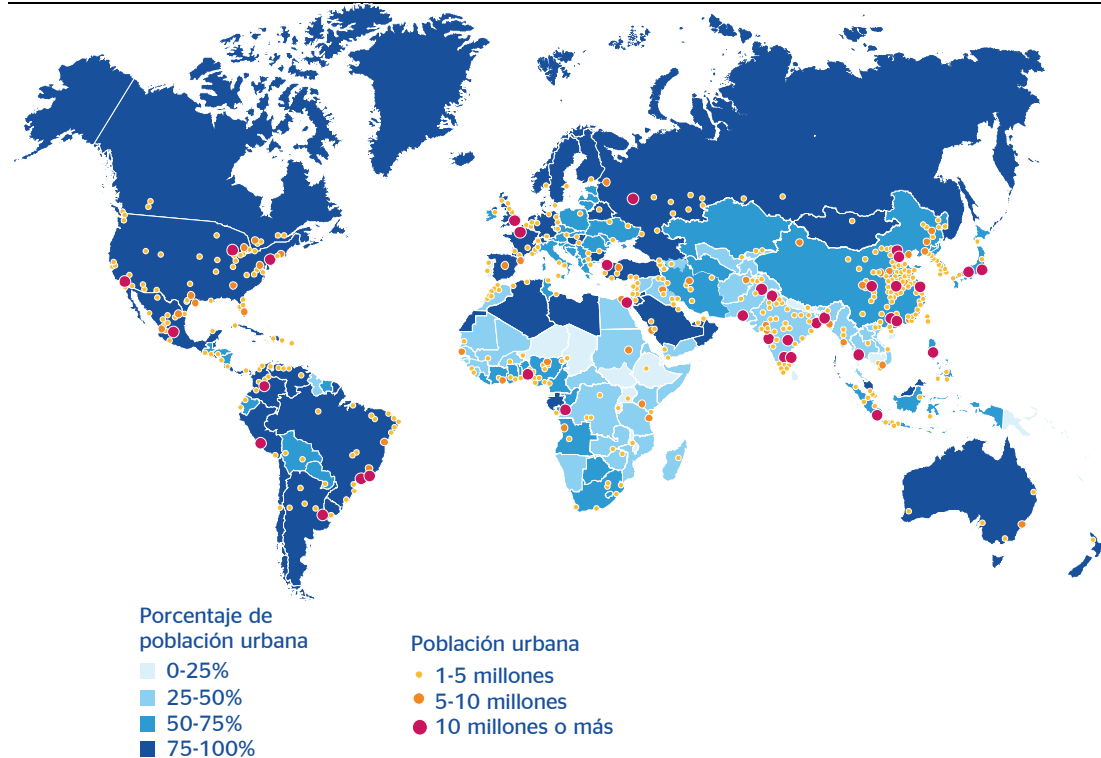 Porcentaje de
población urbana
0-25%
25-50%
50-75%
75-100%
Población urbana
1-5 millones
5-10 millones
10 millones o más